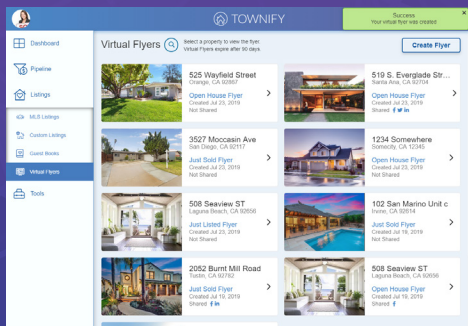 TOWNIFY
Success
Your virtual flyer was created
Dashboard
Pipeline
Listings
MLS Listings
Custom Listings
Guest Books
Virtual Flyers
Tools
Virtual Flyers
Select a property to view the flyer.
Virtual Flyers expire after 90 days.
Create Flyer
525 Wayfield Street
Orange, CA 92867
Open House Flyer
Created Jul 23, 2019
Not Shared
519 S. Everglade Str...
Santa Ana, CA 92704
Open House Flyer
Created Jul 23, 2019
Shared
3527 Moccasin Ave
San Diego, CA 92117
Just Sold Flyer
Created Jul 23, 2019
Not Shared
1234 Somewhere
Somecity, CA 12345
Open House Flyer
Created Jul 23, 2019
Not Shared
508 Seaview ST
Laguna Beach, CA 92656
Just Listed Flyer
Created Jul 23, 2019
Not Shared
102 San Marino Unit c
Irvine, CA 92614
Just Sold Flyer
Created Jul 19, 2019
Not Shared
2052 Burnt Mill Road
Tustin, CA 92782
Just Sold Flyer
Created Jul 19, 2019
Shared
508 Seaview ST
Laguna Beach, CA 92656
Open House Flyer
Created Jul 19, 2019
Shared